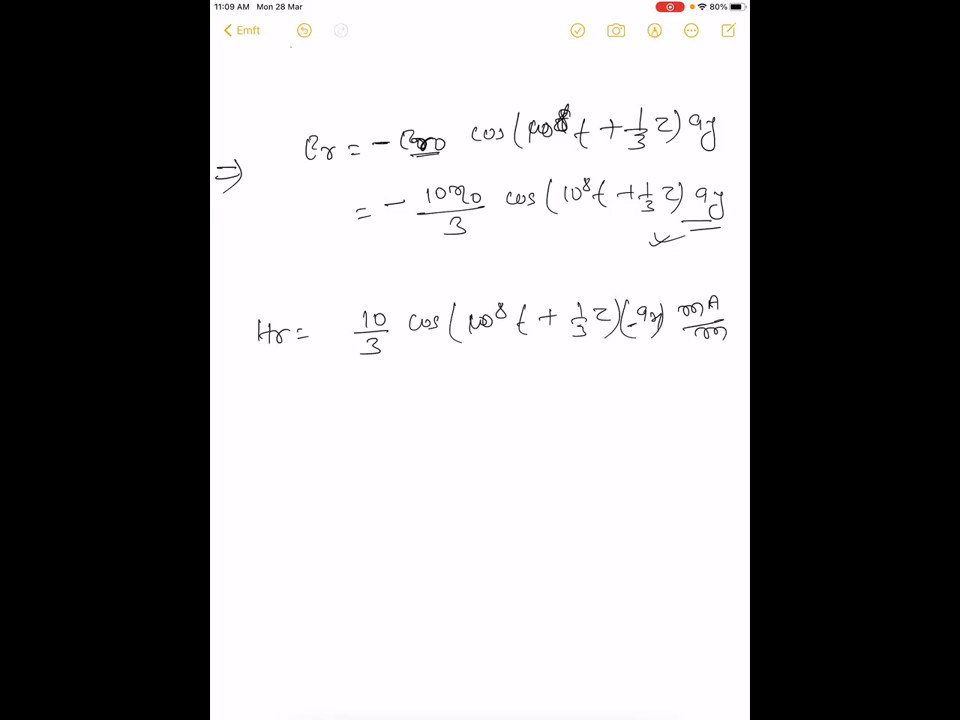 11:09 AM Mon 28 Mar 80%
Emft
⇒ Er = - Ero cos(10⁸t + 1/3 z) ay
= - 10η0/3 cos(10⁸t + 1/3 z) ay
Hr = 10/3 cos(10⁸t + 1/3 z)(-ax) mA/m